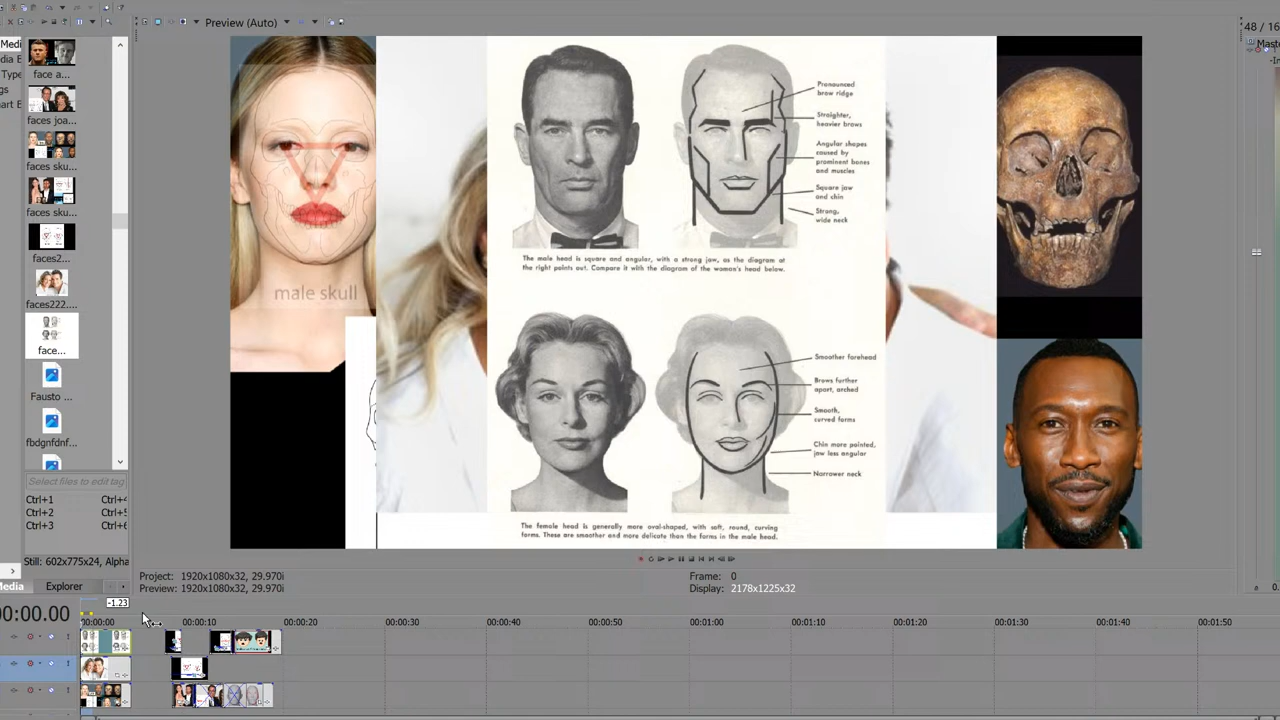 Preview (Auto)
48 / 16
Media
Type
face a...
faces joa...
faces sku...
faces sku...
faces2...
faces222....
face...
Fausto ...
fbdgnfdnf...
Select files to edit tag
Ctrl+1
Ctrl+2
Ctrl+3
Still: 602x775x24, Alpha
Explorer
male skull
Pronounced
brow ridge
Straighter,
heavier brows
Angular shapes
caused by
prominent bones
and muscles
Square jaw
and chin
Strong,
wide neck
The male head is square and angular, with a strong jaw, as the diagram at
the right points out. Compare it with the diagram of the woman's head below.
Smoother forehead
Brows further
apart, arched
Smooth,
curved forms
Chin more pointed,
jaw less angular
Narrower neck
The female head is generally more oval-shaped, with soft, round, curving
forms. These are smoother and more delicate than the forms in the male head.
Project: 1920x1080x32, 29.970i
Preview: 1920x1080x32, 29.970i
Frame: 0
Display: 2178x1225x32
00:00.00
-1.23
00:00:00
00:00:10
00:00:20
00:00:30
00:00:40
00:00:50
00:01:00
00:01:10
00:01:20
00:01:30
00:01:40
00:01:50